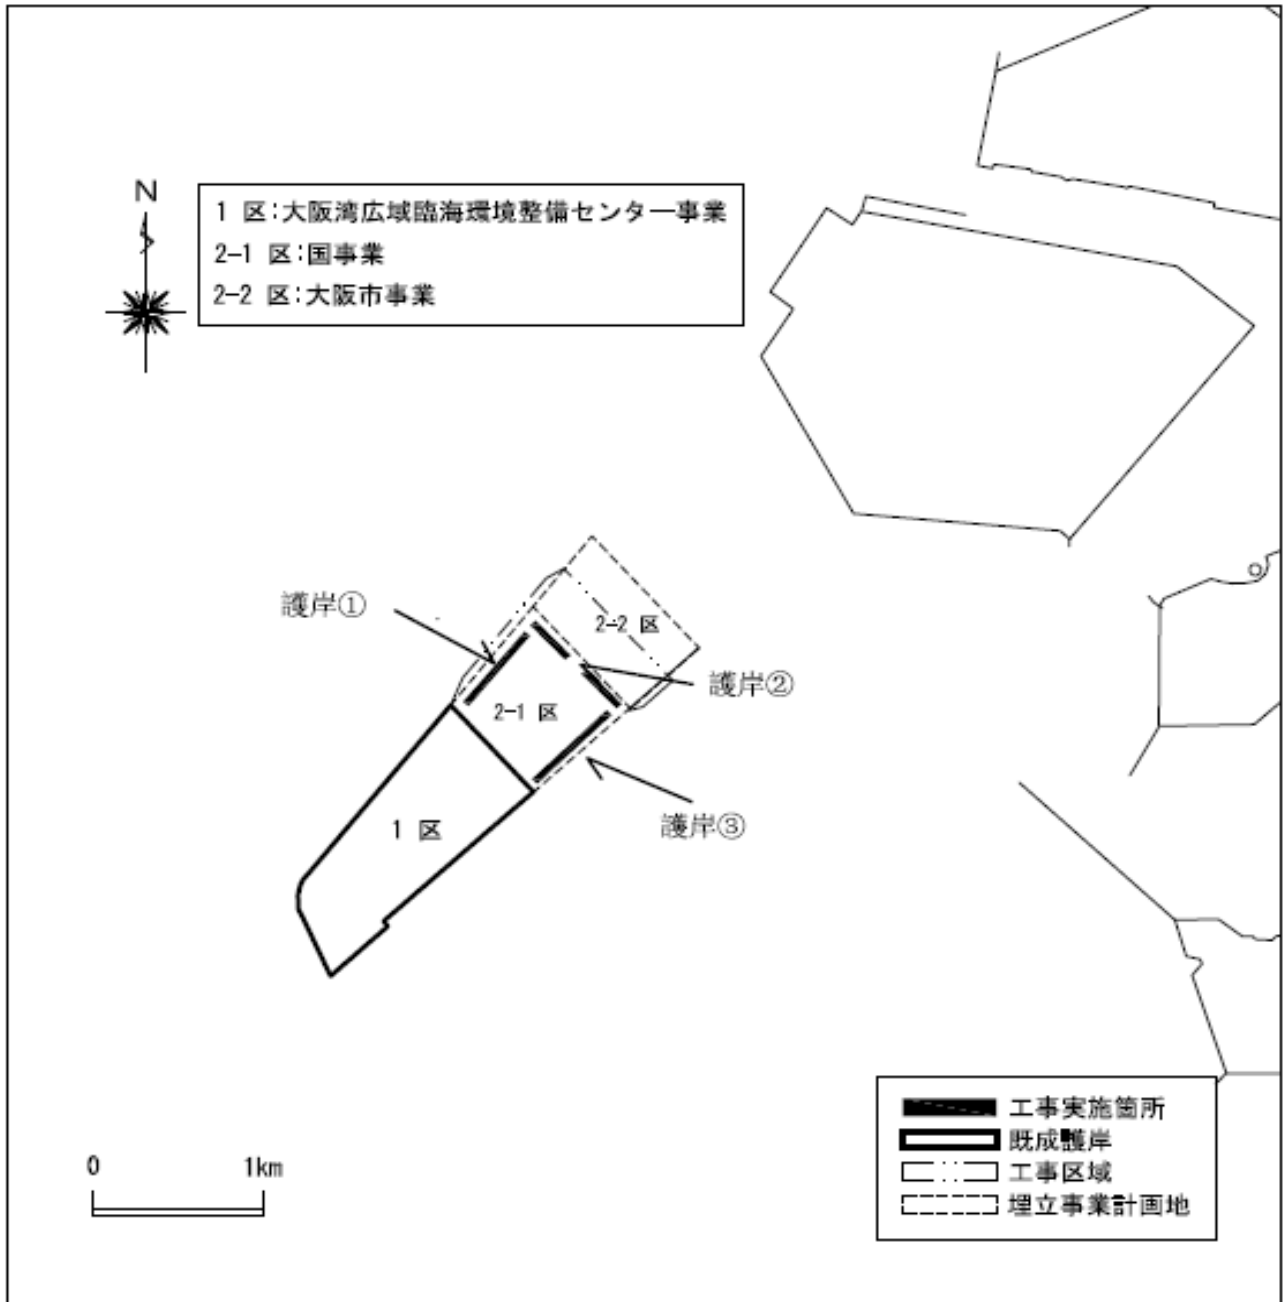 N
1 区:大阪湾広域臨海環境整備センター事業
2-1 区:国事業
2-2 区:大阪市事業
護岸①
2-2 区
護岸②
2-1 区
護岸③
1 区
工事実施箇所
既成護岸
工事区域
埋立事業計画地
0 1km